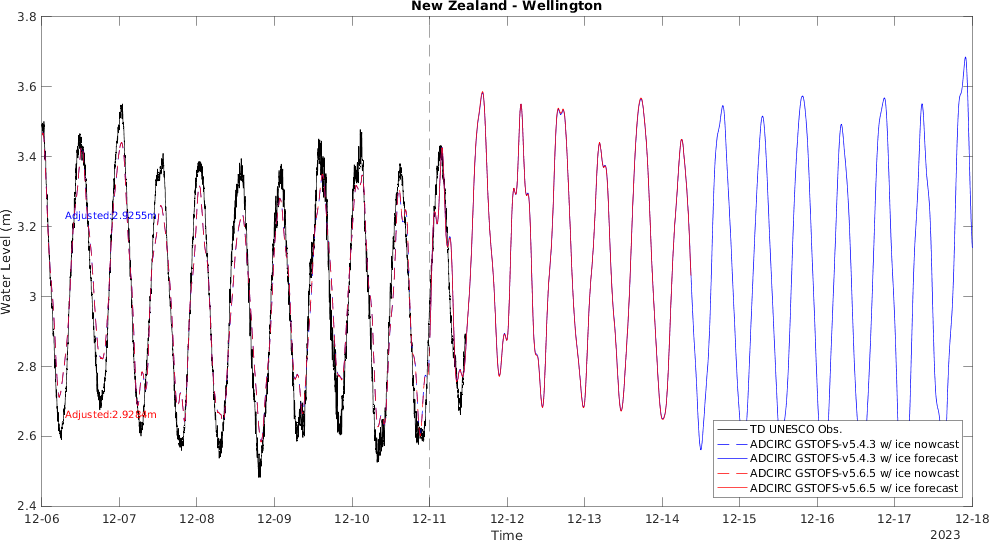 New Zealand - Wellington
3.8
3.6
3.4
3.2
3
2.8
2.6
2.4
Water Level (m)
Adjusted:2.9255m
Adjusted:2.9284m
TD UNESCO Obs.
ADCIRC GSTOFS-v5.4.3 w/ ice nowcast
ADCIRC GSTOFS-v5.4.3 w/ ice forecast
ADCIRC GSTOFS-v5.6.5 w/ ice nowcast
ADCIRC GSTOFS-v5.6.5 w/ ice forecast
12-06 12-07 12-08 12-09 12-10 12-11 12-12 12-13 12-14 12-15 12-16 12-17 12-18
Time
2023